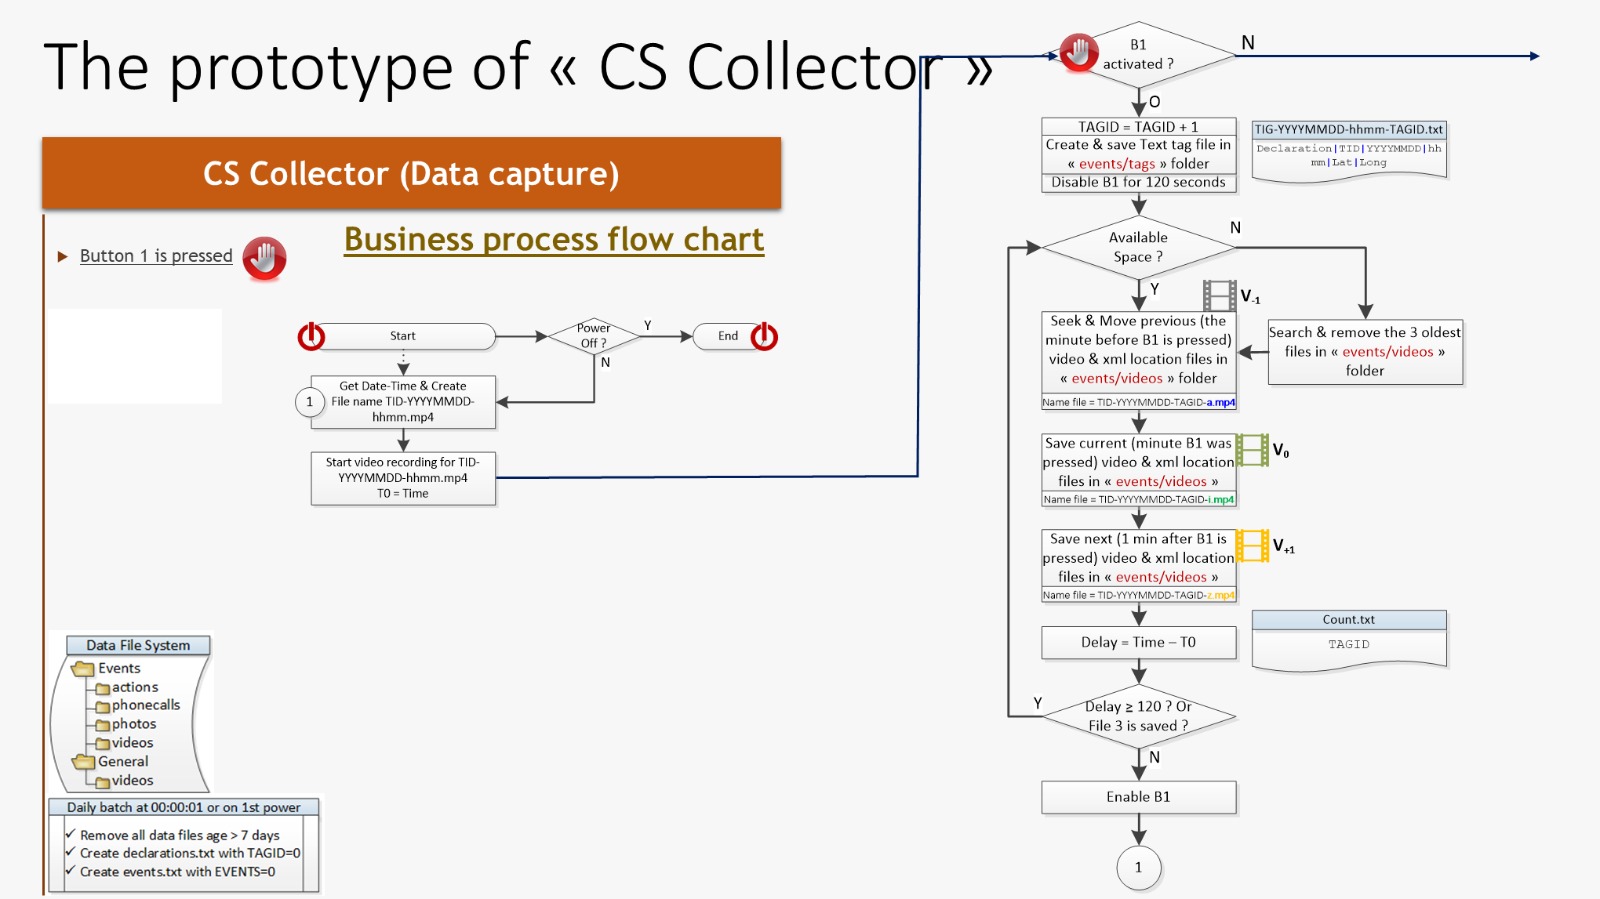 The prototype of « CS Collector »
CS Collector (Data capture)
Business process flow chart
Button 1 is pressed
Start
Power
Off ?
Y
End
N
Get Date-Time & Create
File name TID-YYYYMMDD-
hhmm.mp4
1
Start video recording for TID-
YYYYMMDD-hhmm.mp4
T0 = Time
Data File System
Events
actions
phonecalls
photos
videos
General
videos
Daily batch at 00:00:01 or on 1st power
✓ Remove all data files age > 7 days
✓ Create declarations.txt with TAGID=0
✓ Create events.txt with EVENTS=0
B1
activated ?
N
O
TAGID = TAGID + 1
Create & save Text tag file in
« events/tags » folder
Disable B1 for 120 seconds
TIG-YYYYMMDD-hhmm-TAGID.txt
Declaration|TID|YYYYMMDD|hh
mm|Lat|Long
Available
Space ?
N
Y
V-1
Seek & Move previous (the
minute before B1 is pressed)
video & xml location files in
« events/videos » folder
Name file = TID-YYYYMMDD-TAGID-a.mp4
Search & remove the 3 oldest
files in « events/videos »
folder
Save current (minute B1 was
pressed) video & xml location
files in « events/videos »
Name file = TID-YYYYMMDD-TAGID-i.mp4
V0
Save next (1 min after B1 is
pressed) video & xml location
files in « events/videos »
Name file = TID-YYYYMMDD-TAGID-z.mp4
V+1
Delay = Time – T0
Count.txt
TAGID
Delay ≥ 120 ? Or
File 3 is saved ?
Y
N
Enable B1
1